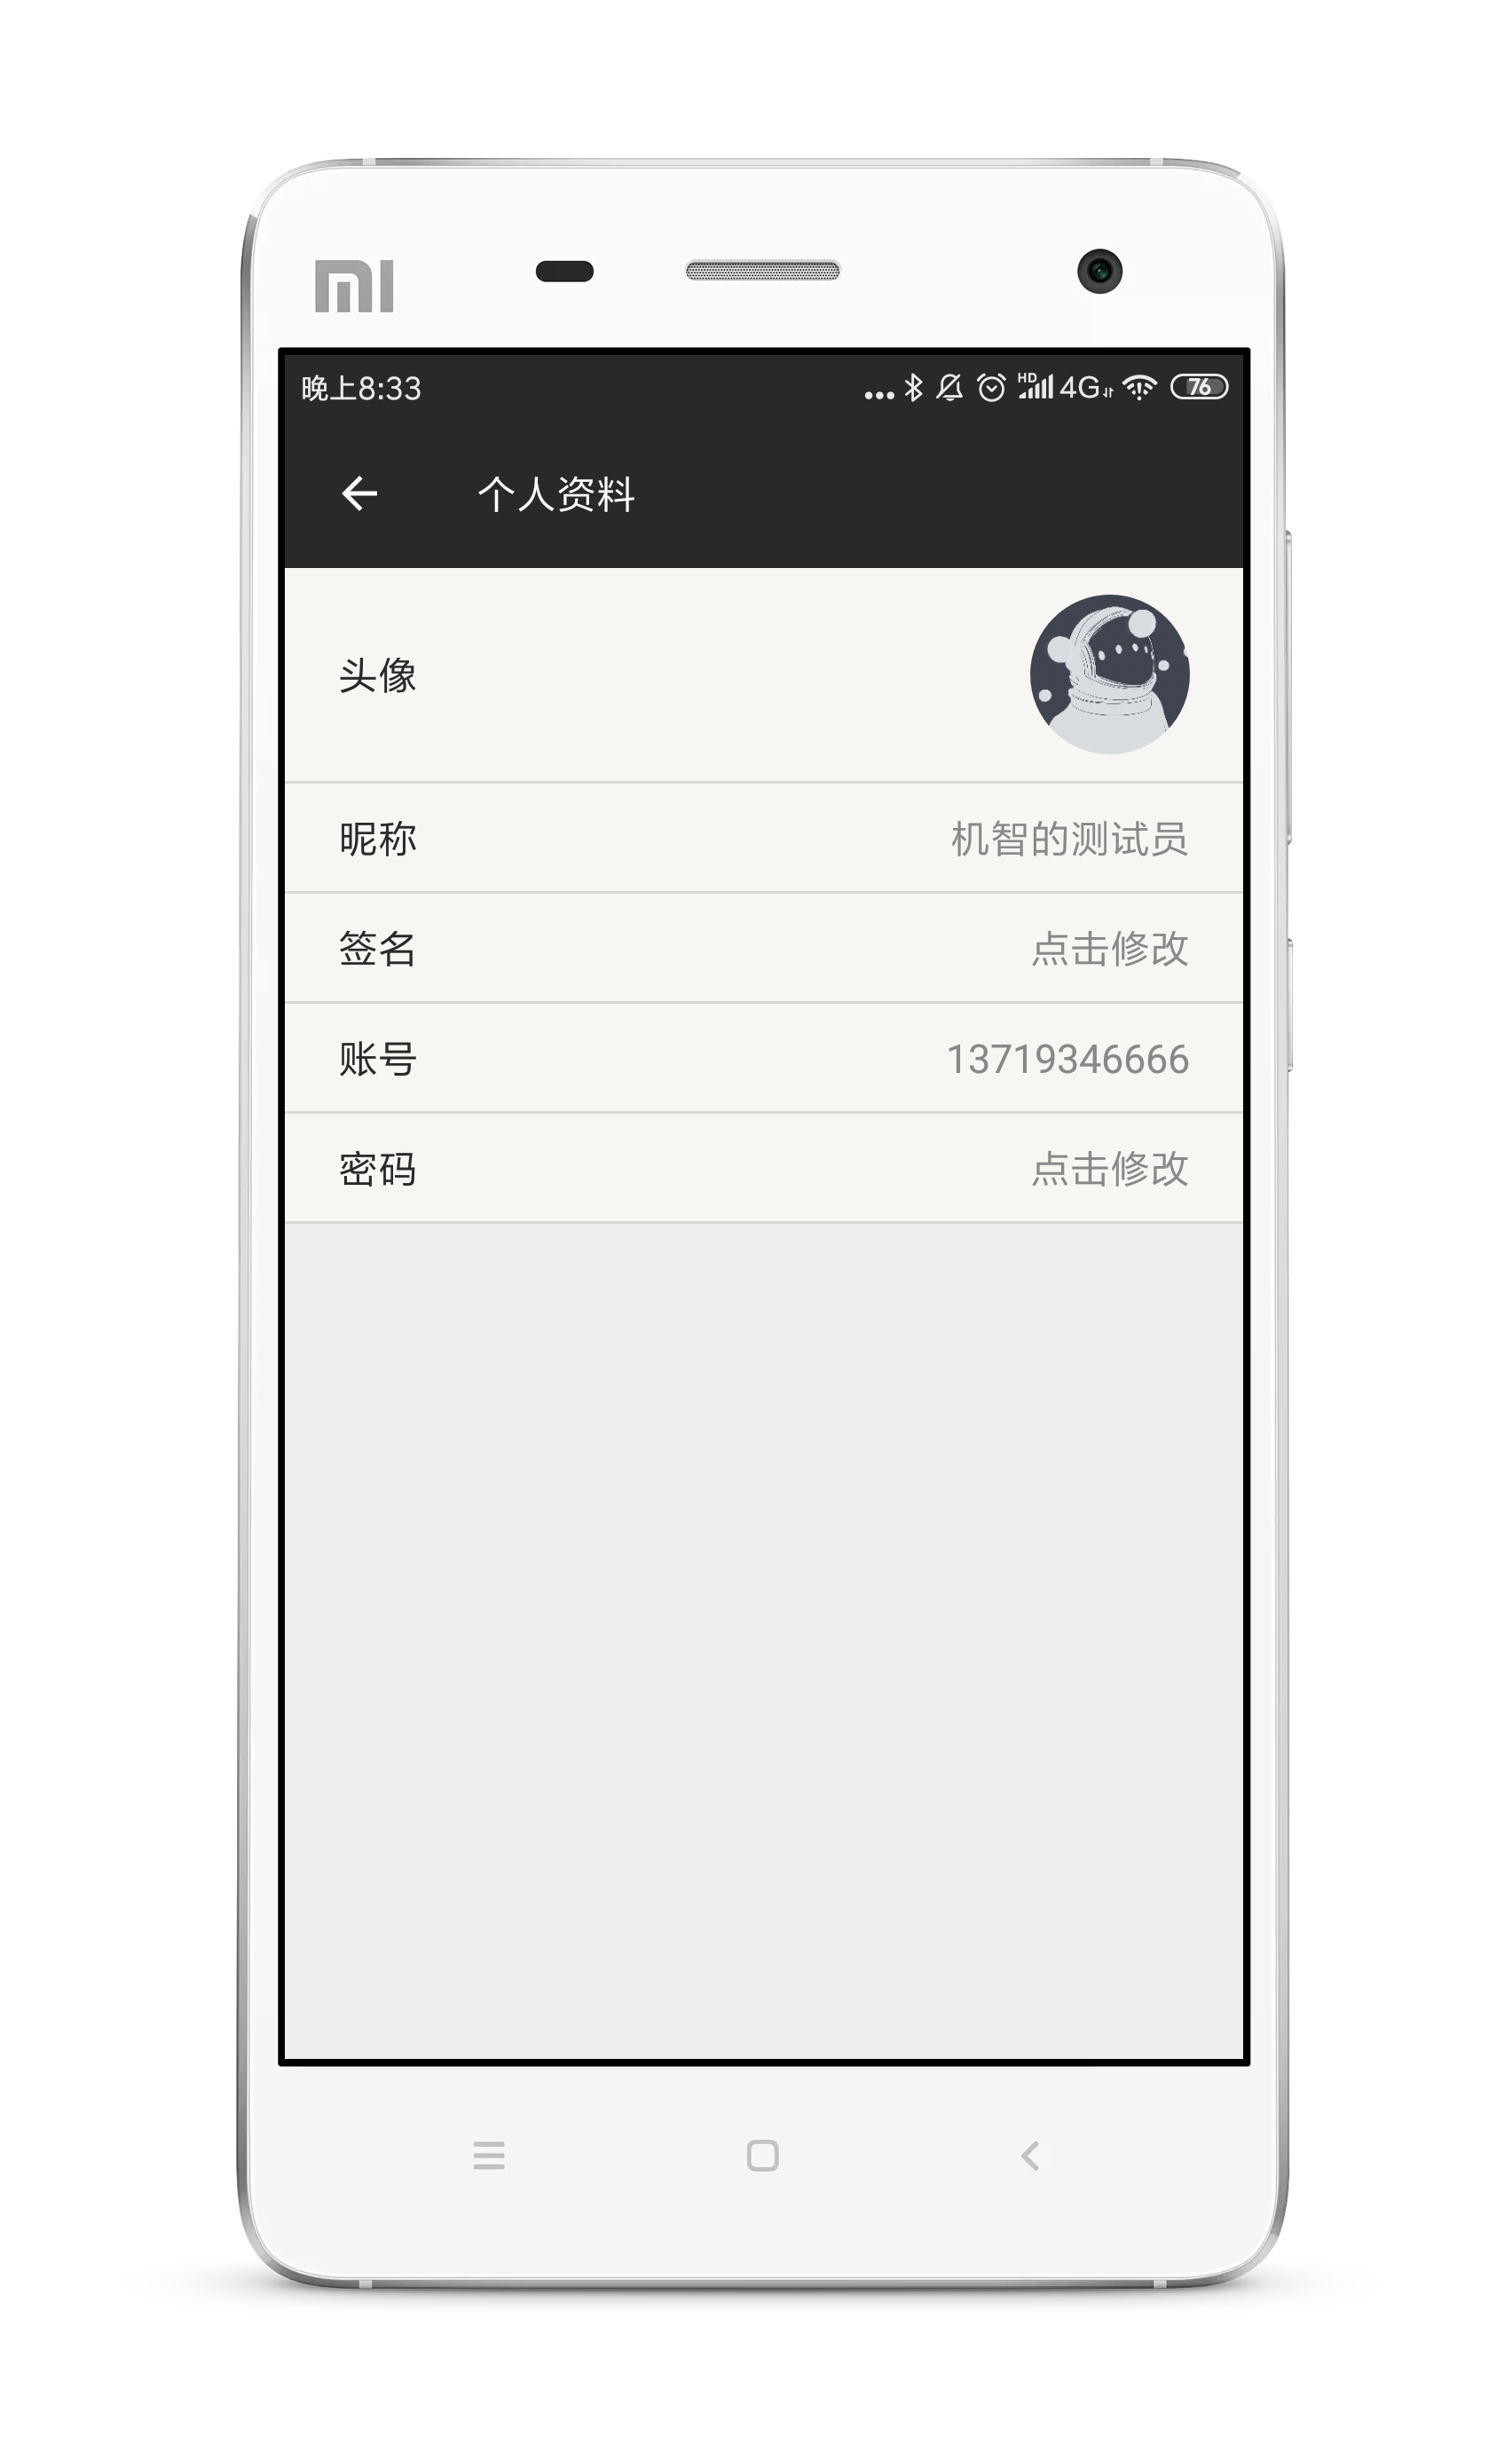 MI
晚上8:33
HD
4G
76
个人资料
头像
昵称 机智的测试员
签名 点击修改
账号 13719346666
密码 点击修改